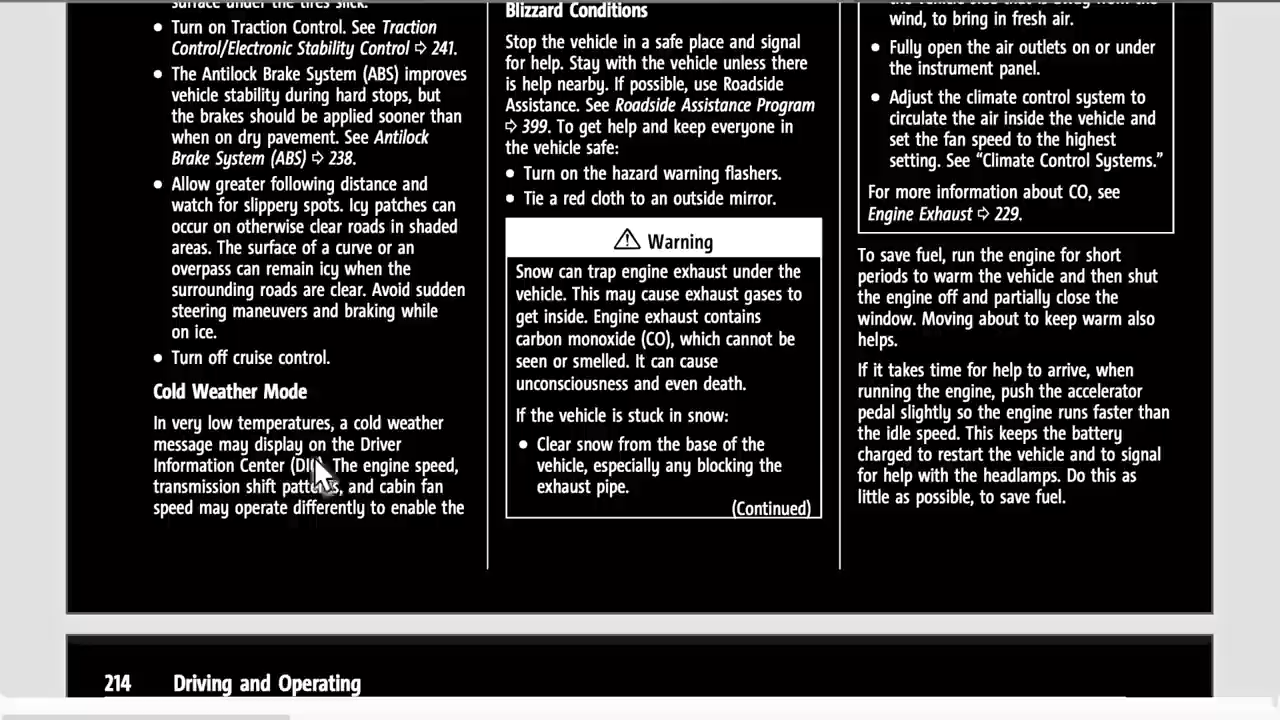 surface under the tires slick.
• Turn on Traction Control. See Traction
Control/Electronic Stability Control ➪ 241.
• The Antilock Brake System (ABS) improves
vehicle stability during hard stops, but
the brakes should be applied sooner than
when on dry pavement. See Antilock
Brake System (ABS) ➪ 238.
• Allow greater following distance and
watch for slippery spots. Icy patches can
occur on otherwise clear roads in shaded
areas. The surface of a curve or an
overpass can remain icy when the
surrounding roads are clear. Avoid sudden
steering maneuvers and braking while
on ice.
• Turn off cruise control.
Cold Weather Mode
In very low temperatures, a cold weather
message may display on the Driver
Information Center The engine speed,
transmission shift and cabin fan
speed may operate differently to enable the
Blizzard Conditions
Stop the vehicle in a safe place and signal
for help. Stay with the vehicle unless there
is help nearby. If possible, use Roadside
Assistance. See Roadside Assistance Program
➪ 399. To get help and keep everyone in
the vehicle safe:
• Turn on the hazard warning flashers.
• Tie a red cloth to an outside mirror.
⚠ Warning
Snow can trap engine exhaust under the
vehicle. This may cause exhaust gases to
get inside. Engine exhaust contains
carbon monoxide (CO), which cannot be
seen or smelled. It can cause
unconsciousness and even death.
If the vehicle is stuck in snow:
• Clear snow from the base of the
vehicle, especially any blocking the
exhaust pipe.
(Continued)
the vehicle side that is away from the
wind, to bring in fresh air.
• Fully open the air outlets on or under
the instrument panel.
• Adjust the climate control system to
circulate the air inside the vehicle and
set the fan speed to the highest
setting. See “Climate Control Systems.”
For more information about CO, see
Engine Exhaust ➪ 229.
To save fuel, run the engine for short
periods to warm the vehicle and then shut
the engine off and partially close the
window. Moving about to keep warm also
helps.
If it takes time for help to arrive, when
running the engine, push the accelerator
pedal slightly so the engine runs faster than
the idle speed. This keeps the battery
charged to restart the vehicle and to signal
for help with the headlamps. Do this as
little as possible, to save fuel.
214 Driving and Operating